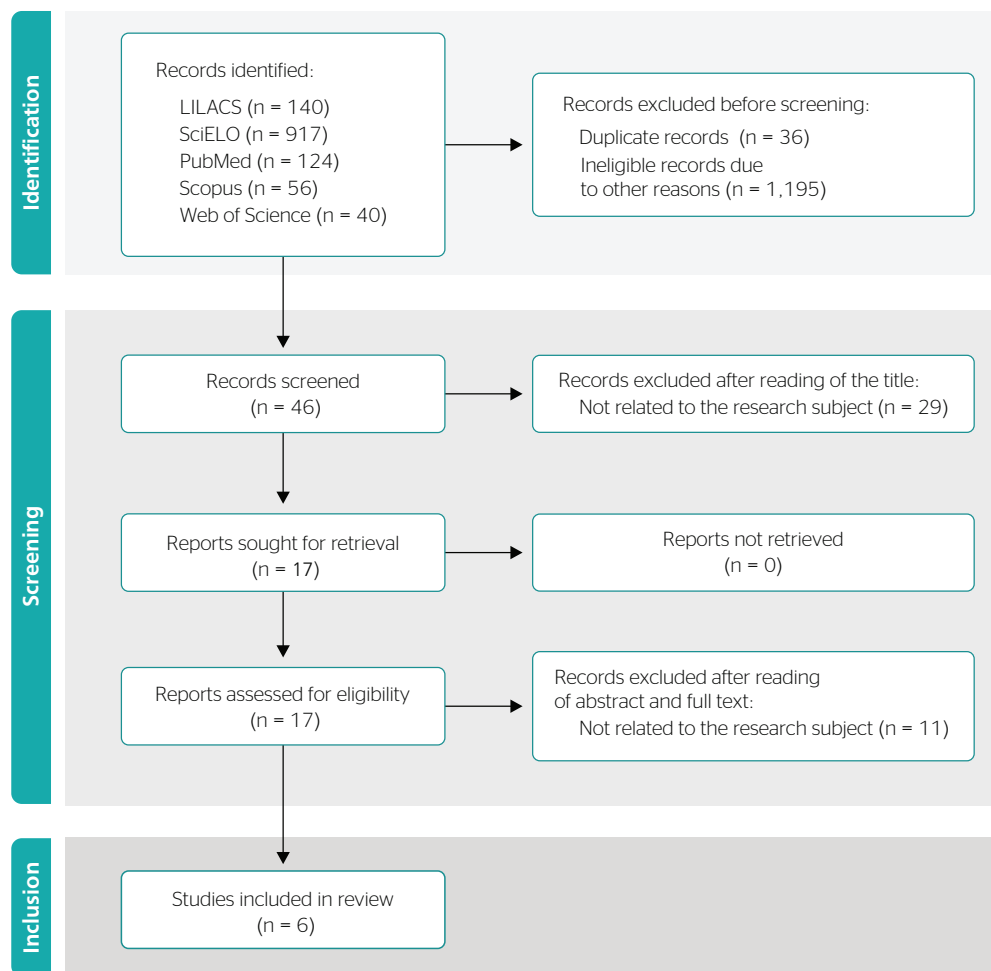 Identification
Records identified:
LILACS (n = 140)
SciELO (n = 917)
PubMed (n = 124)
Scopus (n = 56)
Web of Science (n = 40)
Records excluded before screening:
Duplicate records (n = 36)
Ineligible records due
to other reasons (n = 1,195)
Screening
Records screened
(n = 46)
Records excluded after reading of the title:
Not related to the research subject (n = 29)
Reports sought for retrieval
(n = 17)
Reports not retrieved
(n = 0)
Reports assessed for eligibility
(n = 17)
Records excluded after reading
of abstract and full text:
Not related to the research subject (n = 11)
Inclusion
Studies included in review
(n = 6)